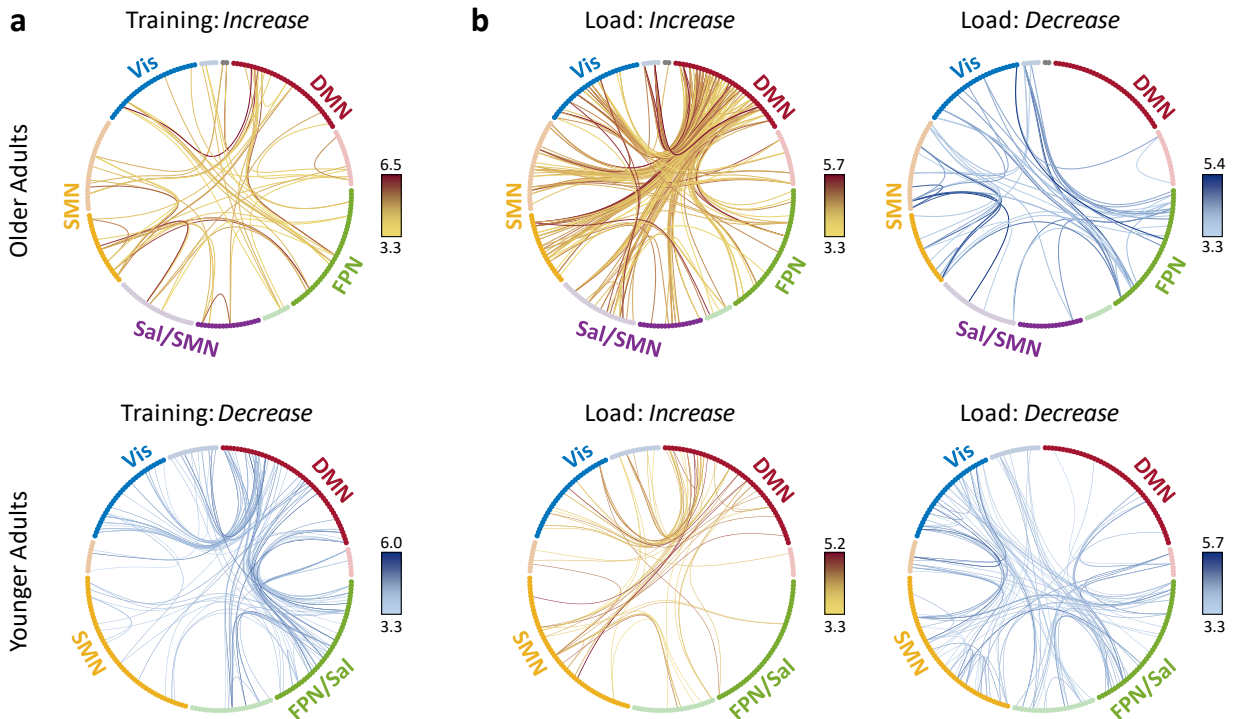 a
Training: Increase
b
Load: Increase
Load: Decrease
Older Adults
Vis
DMN
SMN
FPN
Sal/SMN
6.5
3.3
Vis
DMN
SMN
FPN
Sal/SMN
5.7
3.3
Vis
DMN
SMN
FPN
Sal/SMN
5.4
3.3
Training: Decrease
Load: Increase
Load: Decrease
Younger Adults
Vis
DMN
SMN
FPN/Sal
6.0
3.3
Vis
DMN
SMN
FPN/Sal
5.2
3.3
Vis
DMN
SMN
FPN/Sal
5.7
3.3